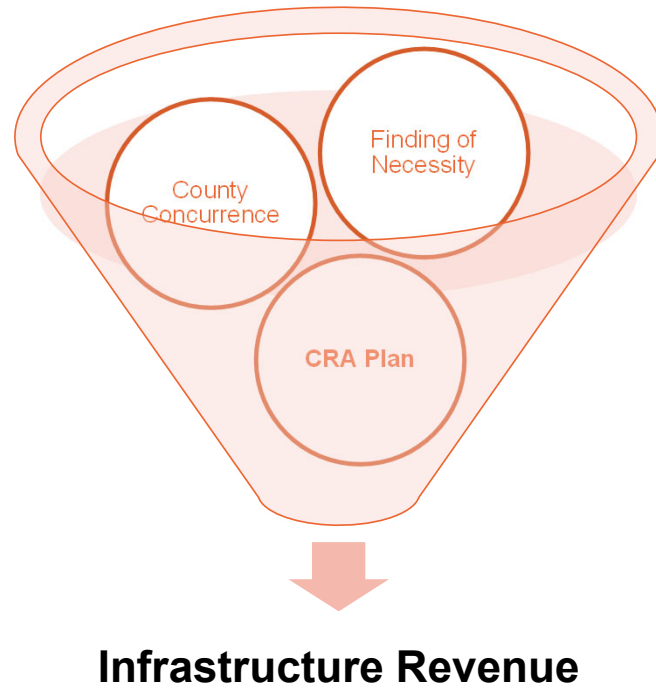 Finding of
Necessity
County
Concurrence
CRA Plan
Infrastructure Revenue